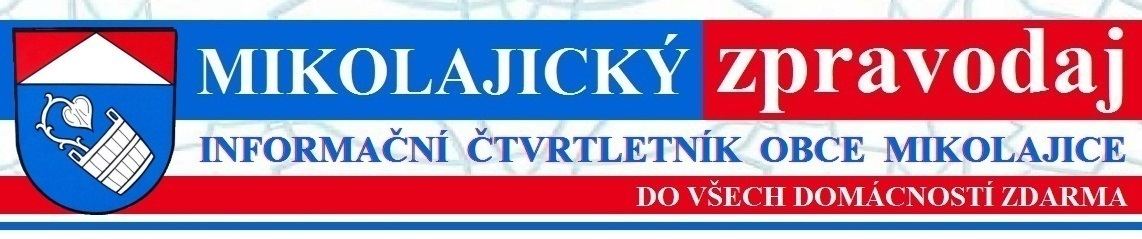 MIKOLAJICKÝ zpravodaj
INFORMAČNÍ ČTVRTLETNÍK OBCE MIKOLAJICE
DO VŠECH DOMÁCNOSTÍ ZDARMA